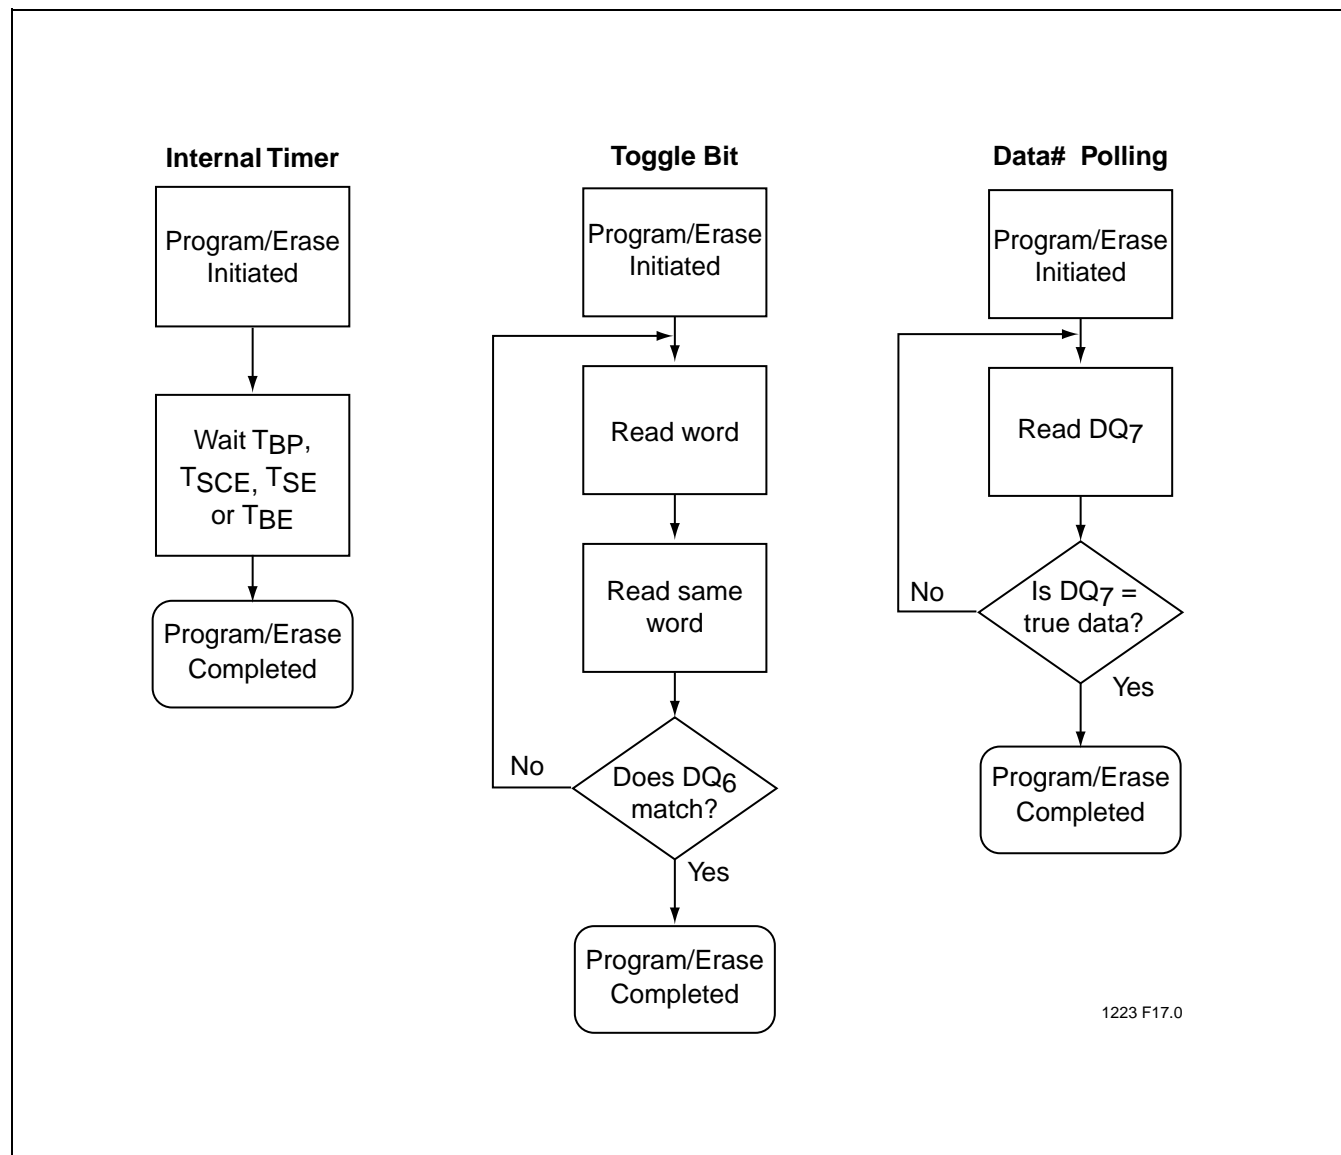 Internal Timer
Program/Erase
Initiated
Wait TBP,
TSCE, TSE
or TBE
Program/Erase
Completed
Toggle Bit
Program/Erase
Initiated
Read word
Read same
word
No
Does DQ6
match?
Yes
Program/Erase
Completed
Data# Polling
Program/Erase
Initiated
Read DQ7
No
Is DQ7 =
true data?
Yes
Program/Erase
Completed
1223 F17.0